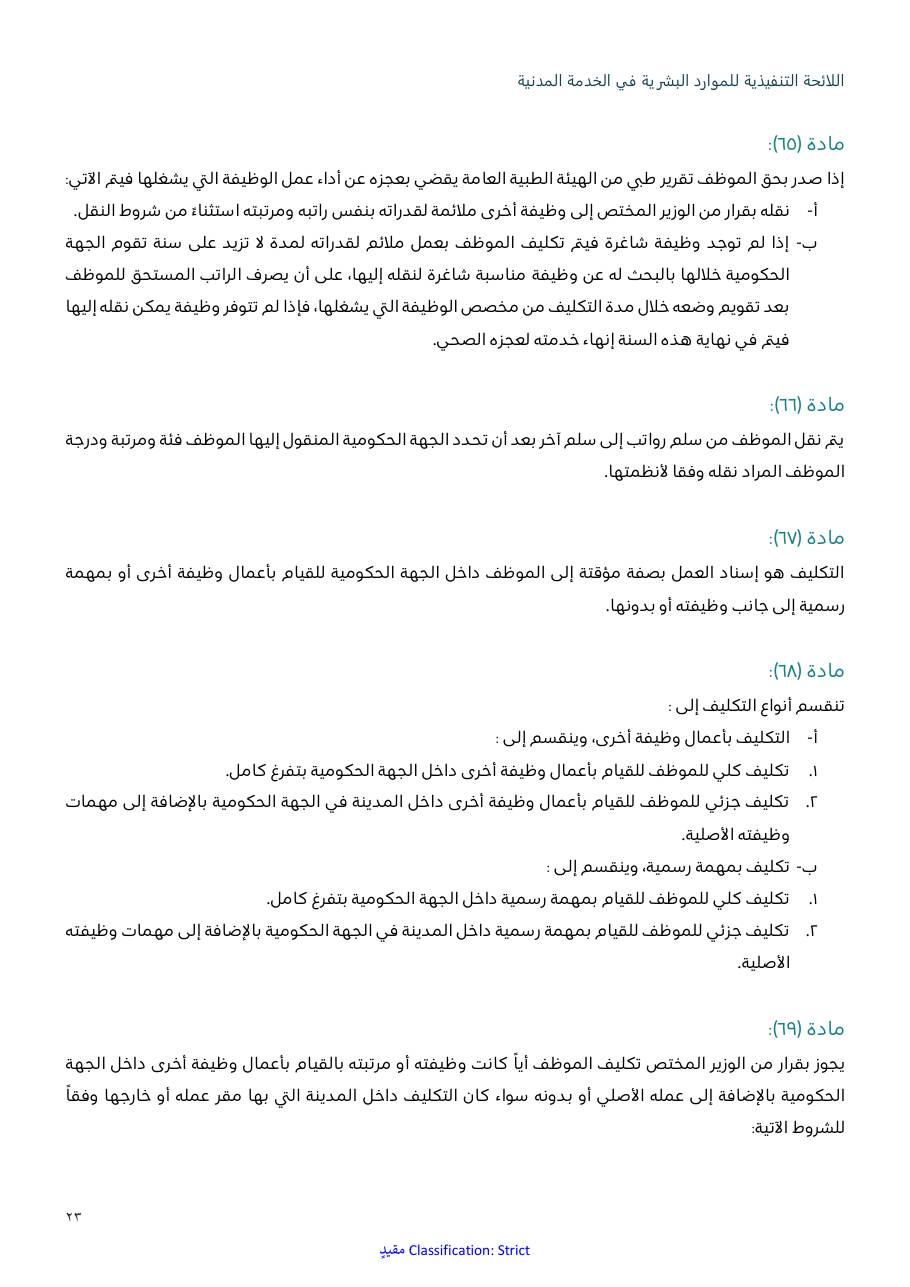 اللائحة التنفيذية للموارد البشرية في الخدمة المدنية
مادة (٦٥):
إذا صدر بحق الموظف تقرير طبي من الهيئة الطبية العامة يقضي بعجزه عن أداء عمل الوظيفة التي يشغلها فيتم الآتي:
أ- نقله بقرار من الوزير المختص إلى وظيفة أخرى ملائمة لقدراته بنفس راتبه ومرتبته استثناءً من شروط النقل.
ب- إذا لم توجد وظيفة شاغرة فيتم تكليف الموظف بعمل ملائم لقدراته لمدة لا تزيد على سنة تقوم الجهة
الحكومية خلالها بالبحث له عن وظيفة مناسبة شاغرة لنقله إليها، على أن يصرف الراتب المستحق للموظف
بعد تقويم وضعه خلال مدة التكليف من مخصص الوظيفة التي يشغلها، فإذا لم تتوفر وظيفة يمكن نقله إليها
فيتم في نهاية هذه السنة إنهاء خدمته لعجزه الصحي.
مادة (٦٦):
يتم نقل الموظف من سلم رواتب إلى سلم آخر بعد أن تحدد الجهة الحكومية المنقول إليها الموظف فئة ومرتبة ودرجة
الموظف المراد نقله وفقا لأنظمتها.
مادة (٦٧):
التكليف هو إسناد العمل بصفة مؤقتة إلى الموظف داخل الجهة الحكومية للقيام بأعمال وظيفة أخرى أو بمهمة
رسمية إلى جانب وظيفته أو بدونها.
مادة (٦٨):
تنقسم أنواع التكليف إلى :
أ- التكليف بأعمال وظيفة أخرى، وينقسم إلى :
١. تكليف كلي للموظف للقيام بأعمال وظيفة أخرى داخل الجهة الحكومية بتفرغ كامل.
٢. تكليف جزئي للموظف للقيام بأعمال وظيفة أخرى داخل المدينة في الجهة الحكومية بالإضافة إلى مهمات
وظيفته الأصلية.
ب- تكليف بمهمة رسمية، وينقسم إلى :
١. تكليف كلي للموظف للقيام بمهمة رسمية داخل الجهة الحكومية بتفرغ كامل.
٢. تكليف جزئي للموظف للقيام بمهمة رسمية داخل المدينة في الجهة الحكومية بالإضافة إلى مهمات وظيفته
الأصلية.
مادة (٦٩):
يجوز بقرار من الوزير المختص تكليف الموظف أياً كانت وظيفته أو مرتبته بالقيام بأعمال وظيفة أخرى داخل الجهة
الحكومية بالإضافة إلى عمله الأصلي أو بدونه سواء كان التكليف داخل المدينة التي بها مقر عمله أو خارجها وفقاً
للشروط الآتية:
٢٣
Classification: Strict مقيدٍ